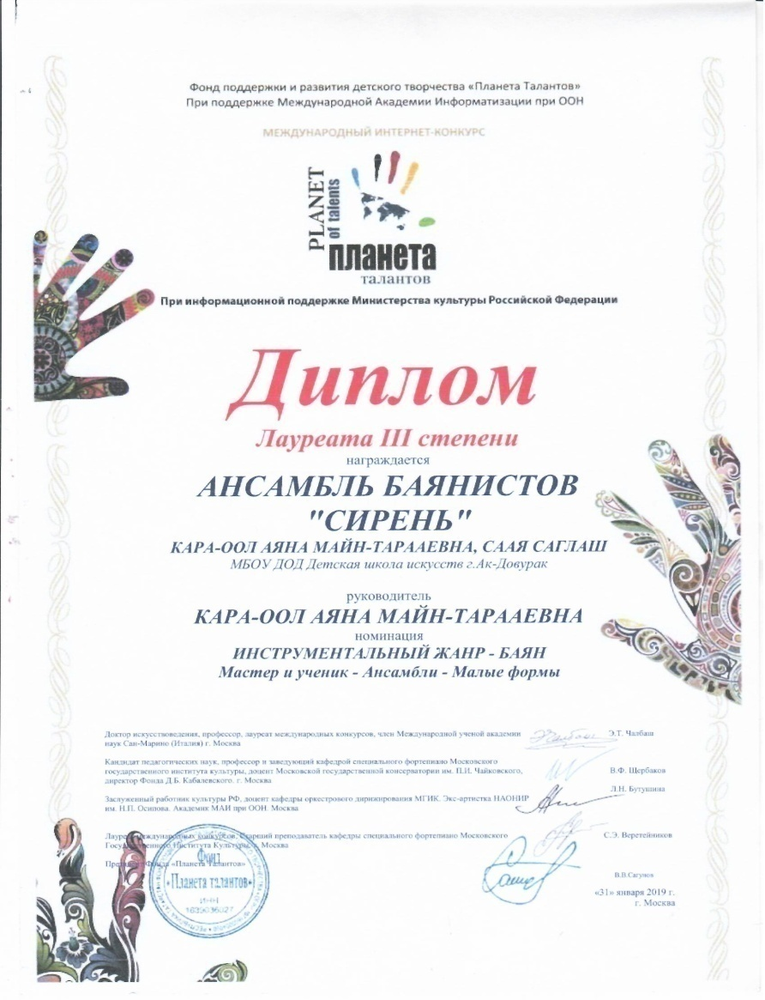 Фонд поддержки и развития детского творчества «Планета Талантов»
При поддержке Международной Академии Информатизации при ООН
МЕЖДУНАРОДНЫЙ ИНТЕРНЕТ-КОНКУРС
PLANET
of talents
планета
талантов
При информационной поддержке Министерства культуры Российской Федерации
Диплом
Лауреата III степени
награждается
АНСАМБЛЬ БАЯНИСТОВ
"СИРЕНЬ"
КАРА-ООЛ АЯНА МАЙН-ТАРААЕВНА, СААЯ САГЛАШ
МБОУ ДОД Детская школа искусств г.Ак-Довурак
руководитель
КАРА-ООЛ АЯНА МАЙН-ТАРААЕВНА
номинация
ИНСТРУМЕНТАЛЬНЫЙ ЖАНР - БАЯН
Мастер и ученик - Ансамбли - Малые формы
Доктор искусствоведения, профессор, лауреат международных конкурсов, член Международной ученой академии
наук Сан-Марино (Италия) г. Москва
Э.Т. Чалбаш
Кандидат педагогических наук, профессор и заведующий кафедрой специального фортепиано Московского
государственного института культуры, доцент Московской государственной консерватории им. П.И. Чайковского,
директор Фонда Д.Б. Кабалевского. г. Москва
В.Ф. Щербаков
Л.Н. Бутушина
Заслуженный работник культуры РФ, доцент кафедры оркестрового дирижирования МГИК. Экс-артистка НАОНИР
им. Н.П. Осипова. Академик МАИ при ООН. Москва
Лауреат международных конкурсов, Старший преподаватель кафедры специального фортепиано Московского
Государственного Института Культуры г. Москва
С.Э. Веретейников
Президент Фонда «Планета Талантов»
В.В.Сагунов
Фонд
«Планета талантов»
ИНН
«31» января 2019 г.
г. Москва